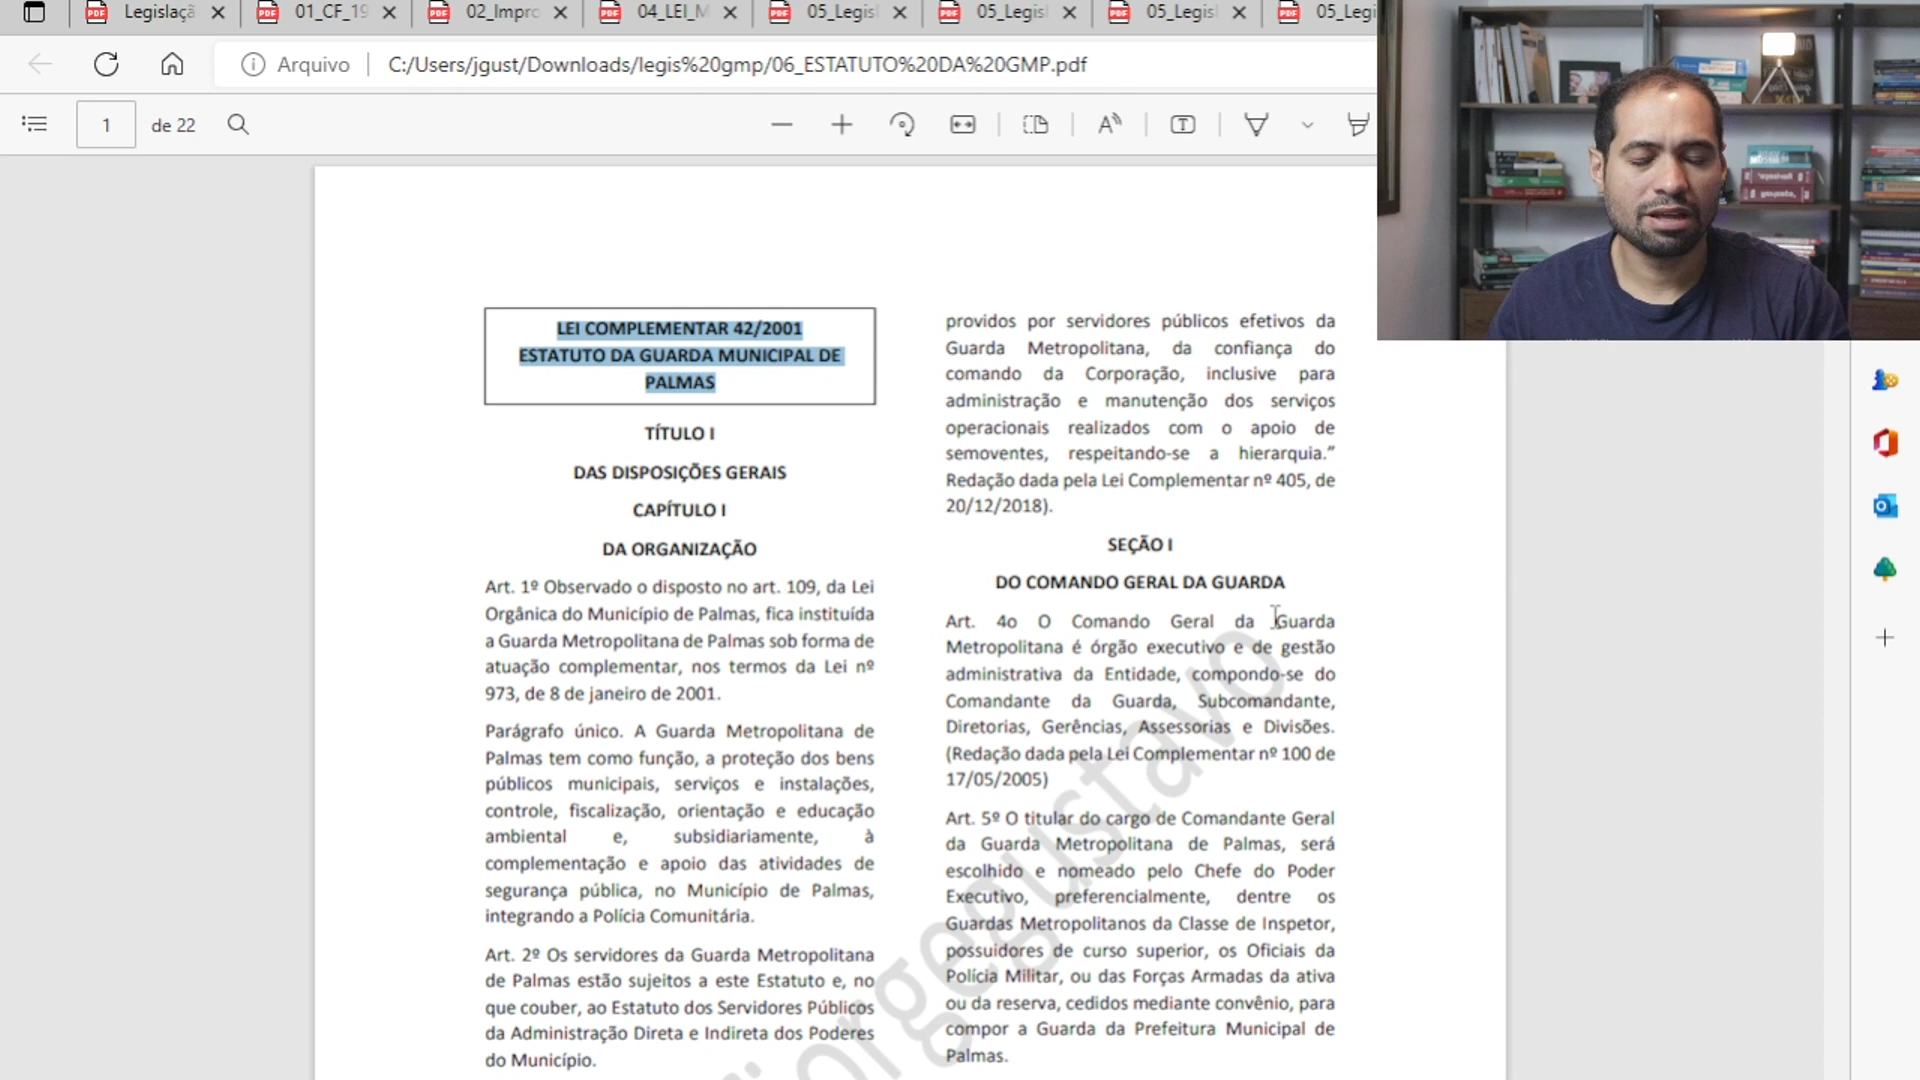 Legislaçã
01_CF_19
02_Impro
04_LEI_M
05_Legisl
05_Legisl
05_Legisl
05_Legi
Arquivo
C:/Users/jgust/Downloads/legis%20gmp/06_ESTATUTO%20DA%20GMP.pdf
1 de 22
LEI COMPLEMENTAR 42/2001
ESTATUTO DA GUARDA MUNICIPAL DE
PALMAS
TÍTULO I
DAS DISPOSIÇÕES GERAIS
CAPÍTULO I
DA ORGANIZAÇÃO
Art. 1º Observado o disposto no art. 109, da Lei
Orgânica do Município de Palmas, fica instituída
a Guarda Metropolitana de Palmas sob forma de
atuação complementar, nos termos da Lei nº
973, de 8 de janeiro de 2001.
Parágrafo único. A Guarda Metropolitana de
Palmas tem como função, a proteção dos bens
públicos municipais, serviços e instalações,
controle, fiscalização, orientação e educação
ambiental e, subsidiariamente, à
complementação e apoio das atividades de
segurança pública, no Município de Palmas,
integrando a Polícia Comunitária.
Art. 2º Os servidores da Guarda Metropolitana
de Palmas estão sujeitos a este Estatuto e, no
que couber, ao Estatuto dos Servidores Públicos
da Administração Direta e Indireta dos Poderes
do Município.
providos por servidores públicos efetivos da
Guarda Metropolitana, da confiança do
comando da Corporação, inclusive para
administração e manutenção dos serviços
operacionais realizados com o apoio de
semoventes, respeitando-se a hierarquia.”
Redação dada pela Lei Complementar nº 405, de
20/12/2018).
SEÇÃO I
DO COMANDO GERAL DA GUARDA
Art. 4o O Comando Geral da Guarda
Metropolitana é órgão executivo e de gestão
administrativa da Entidade, compondo-se do
Comandante da Guarda, Subcomandante,
Diretorias, Gerências, Assessorias e Divisões.
(Redação dada pela Lei Complementar nº 100 de
17/05/2005)
Art. 5º O titular do cargo de Comandante Geral
da Guarda Metropolitana de Palmas, será
escolhido e nomeado pelo Chefe do Poder
Executivo, preferencialmente, dentre os
Guardas Metropolitanos da Classe de Inspetor,
possuidores de curso superior, os Oficiais da
Polícia Militar, ou das Forças Armadas da ativa
ou da reserva, cedidos mediante convênio, para
compor a Guarda da Prefeitura Municipal de
Palmas.
jorgegustavo